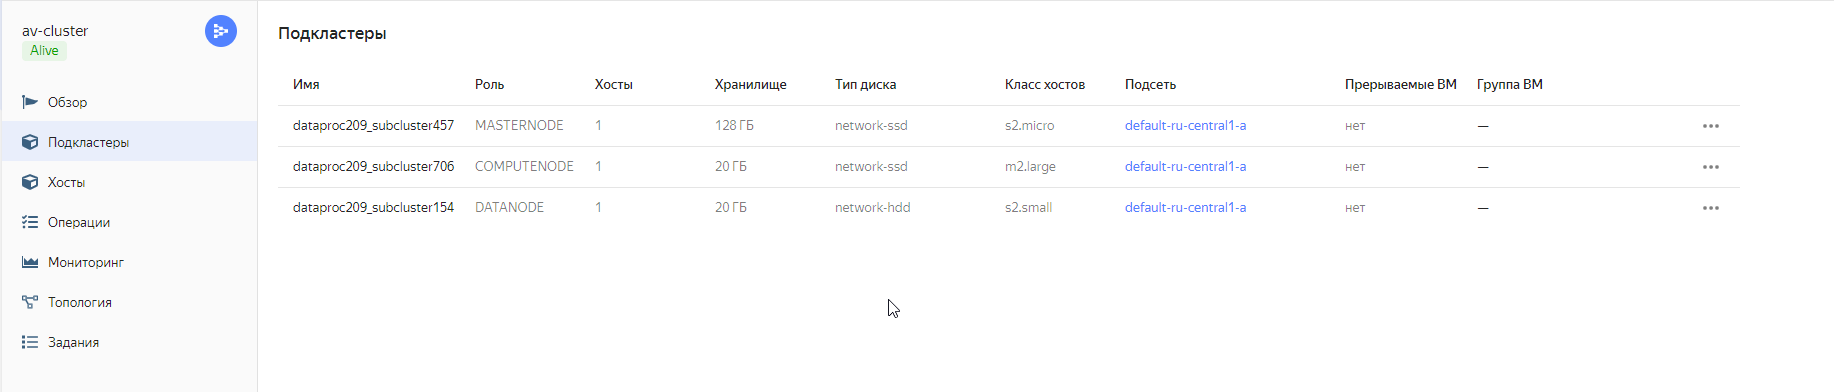 av-cluster
Alive
Обзор
Подкластеры
Хосты
Операции
Мониторинг
Топология
Задания
Подкластеры
Имя Роль Хосты Хранилище Тип диска Класс хостов Подсеть Прерываемые ВМ Группа ВМ
dataproc209_subcluster457 MASTERNODE 1 128 ГБ network-ssd s2.micro default-ru-central1-a нет —
dataproc209_subcluster706 COMPUTENODE 1 20 ГБ network-ssd m2.large default-ru-central1-a нет —
dataproc209_subcluster154 DATANODE 1 20 ГБ network-hdd s2.small default-ru-central1-a нет —